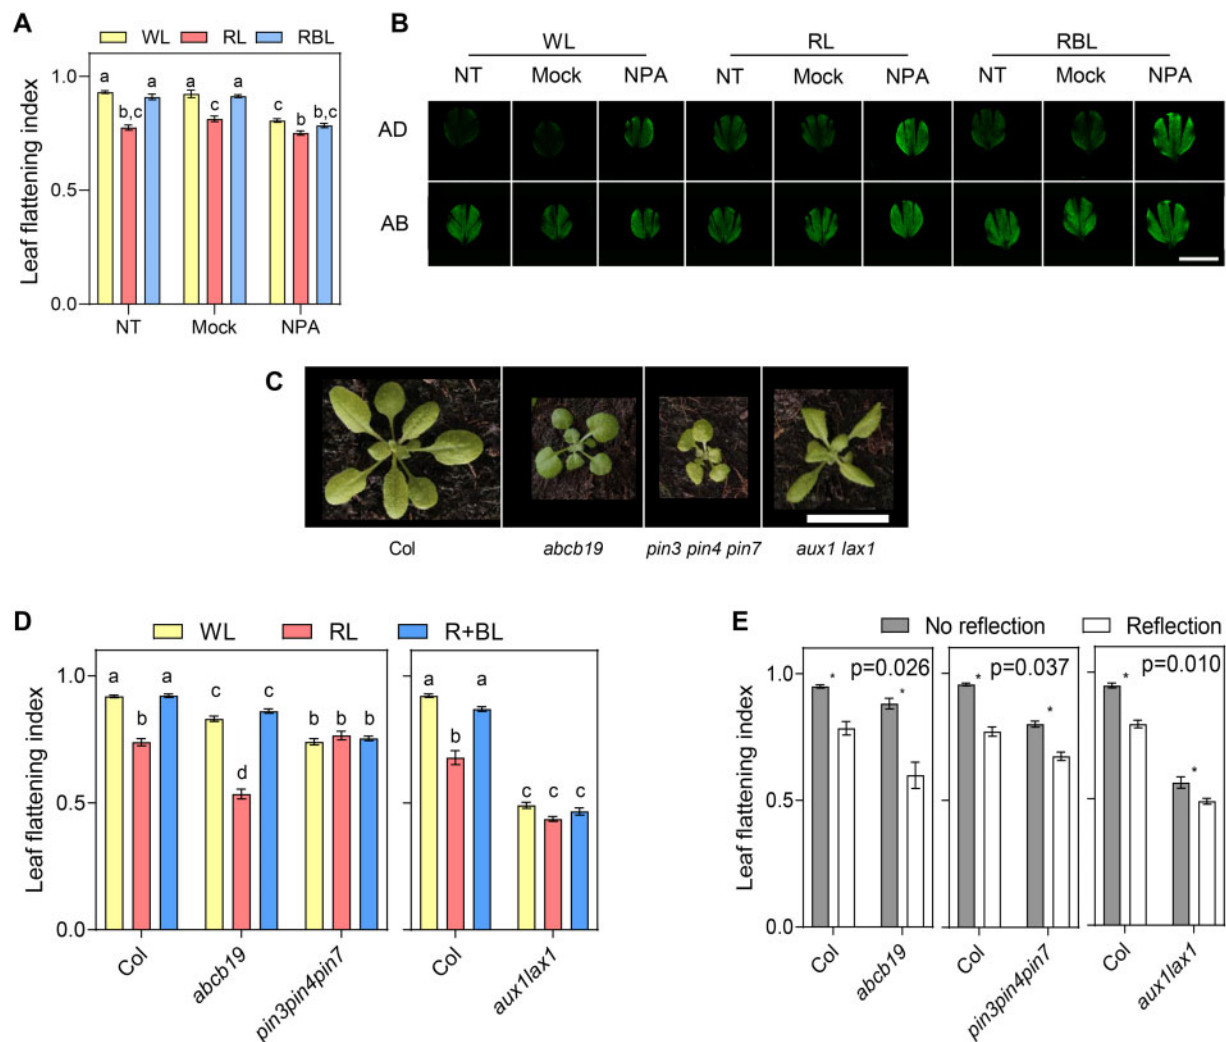 A
WL RL RBL
Leaf flattening index
1.0
0.5
0.0
a b,c a
a c a
c b b,c
NT Mock NPA
B
WL RL RBL
NT Mock NPA NT Mock NPA NT Mock NPA
AD
AB
C
Col abcb19 pin3 pin4 pin7 aux1 lax1
D
WL RL R+BL
Leaf flattening index
1.0
0.5
0.0
a b a
c d c
b b b
a b a
c c c
Col abcb19 pin3pin4pin7 Col aux1lax1
E
No reflection Reflection
Leaf flattening index
1.0
0.5
0.0
p=0.026 p=0.037 p=0.010
* * * * * *
Col abcb19 Col pin3pin4pin7 Col aux1lax1